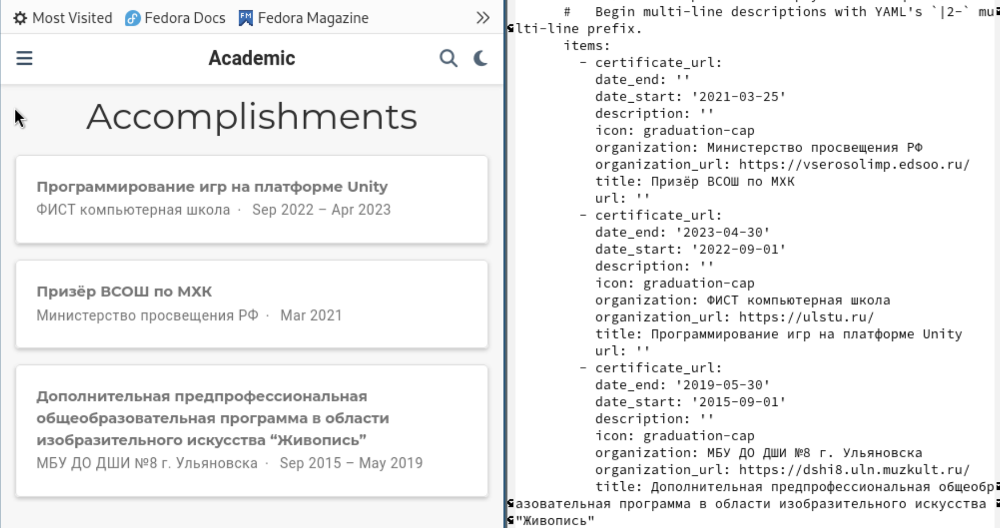 Most Visited Fedora Docs Fedora Magazine
Academic
Accomplishments
Программирование игр на платформе Unity
ФИСТ компьютерная школа · Sep 2022 – Apr 2023
Призёр ВСОШ по МХК
Министерство просвещения РФ · Mar 2021
Дополнительная предпрофессиональная
общеобразовательная программа в области
изобразительного искусства “Живопись”
МБУ ДО ДШИ №8 г. Ульяновска · Sep 2015 – May 2019
#   Begin multi-line descriptions with YAML's `|2-` mu
lti-line prefix.
items:
- certificate_url:
date_end: ''
date_start: '2021-03-25'
description: ''
icon: graduation-cap
organization: Министерство просвещения РФ
organization_url: https://vserosolimp.edsoo.ru/
title: Призёр ВСОШ по МХК
url: ''
- certificate_url:
date_end: '2023-04-30'
date_start: '2022-09-01'
description: ''
icon: graduation-cap
organization: ФИСТ компьютерная школа
organization_url: https://ulstu.ru/
title: Программирование игр на платформе Unity
url: ''
- certificate_url:
date_end: '2019-05-30'
date_start: '2015-09-01'
description: ''
icon: graduation-cap
organization: МБУ ДО ДШИ №8 г. Ульяновска
organization_url: https://dshi8.uln.muzkult.ru/
title: Дополнительная предпрофессиональная общеобр
азовательная программа в области изобразительного искусства
"Живопись"